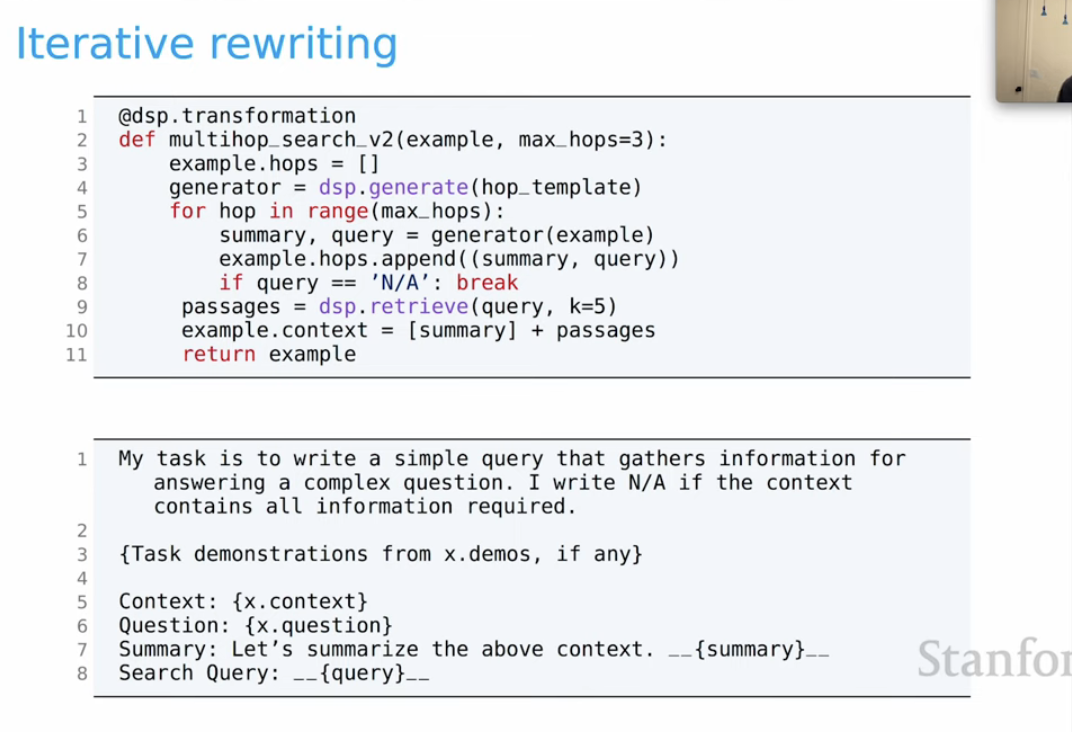 Iterative rewriting
1 @dsp.transformation
2 def multihop_search_v2(example, max_hops=3):
3     example.hops = []
4     generator = dsp.generate(hop_template)
5     for hop in range(max_hops):
6         summary, query = generator(example)
7         example.hops.append((summary, query))
8         if query == ’N/A’: break
9      passages = dsp.retrieve(query, k=5)
10      example.context = [summary] + passages
11      return example
1 My task is to write a simple query that gathers information for
answering a complex question. I write N/A if the context
contains all information required.
2
3 {Task demonstrations from x.demos, if any}
4
5 Context: {x.context}
6 Question: {x.question}
7 Summary: Let’s summarize the above context. __{summary}__
8 Search Query: __{query}__
Stanfor